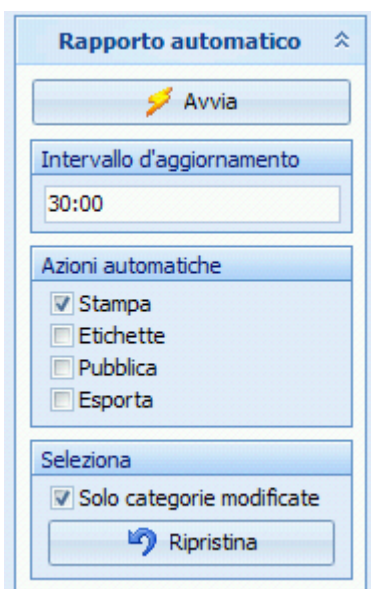 Rapporto automatico
Avvia
Intervallo d'aggiornamento
30:00
Azioni automatiche
Stampa
Etichette
Pubblica
Esporta
Seleziona
Solo categorie modificate
Ripristina